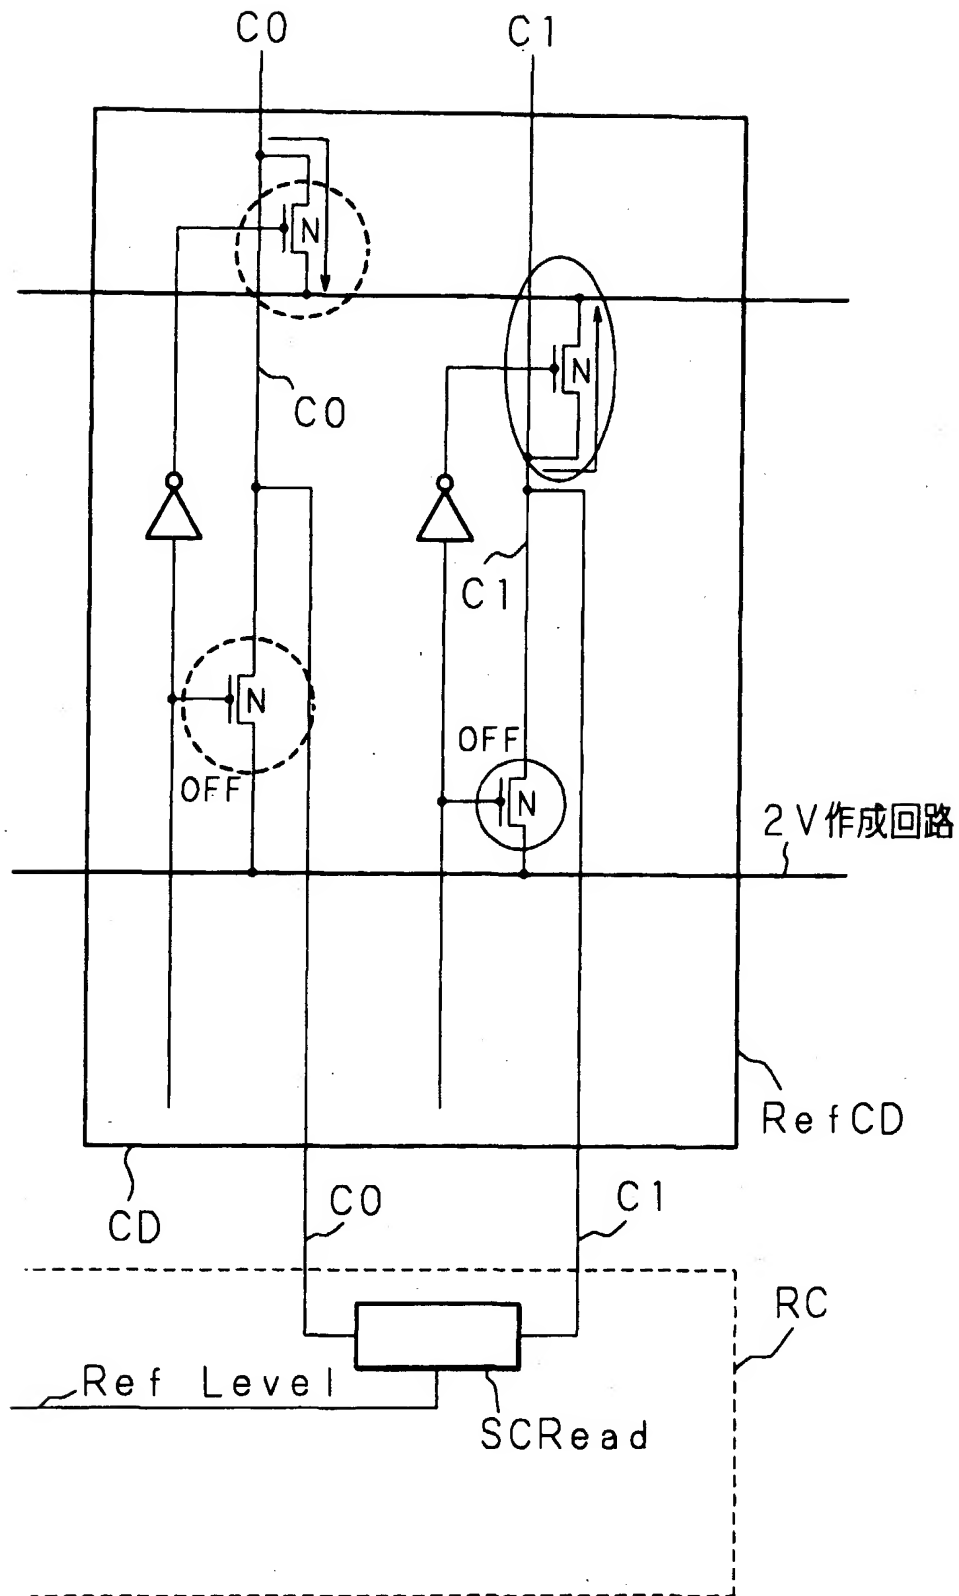 C0
C1
N
N
C0
C1
N
OFF
OFF
N
2V作成回路
RefCD
CD
C0
C1
RC
Ref Level
SCRead